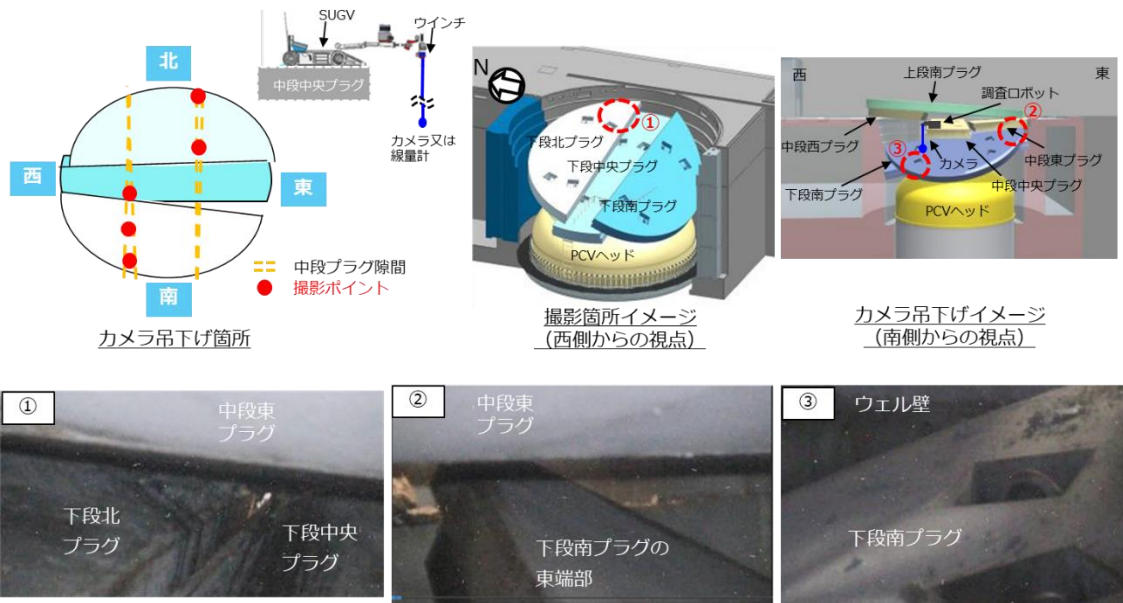 北
西
東
南
中段プラグ隙間
撮影ポイント
カメラ吊下げ箇所
SUGV
ウインチ
中段中央プラグ
カメラ又は
線量計
N
①
下段北プラグ
下段中央プラグ
下段南プラグ
PCVヘッド
撮影箇所イメージ
（西側からの視点）
西
東
上段南プラグ
調査ロボット
②
中段西プラグ
③
カメラ
中段東プラグ
下段南プラグ
中段中央プラグ
PCVヘッド
カメラ吊下げイメージ
（南側からの視点）
①
中段東
プラグ
下段北
プラグ
下段中央
プラグ
②
中段東
プラグ
下段南プラグの
東端部
③
ウェル壁
下段南プラグ